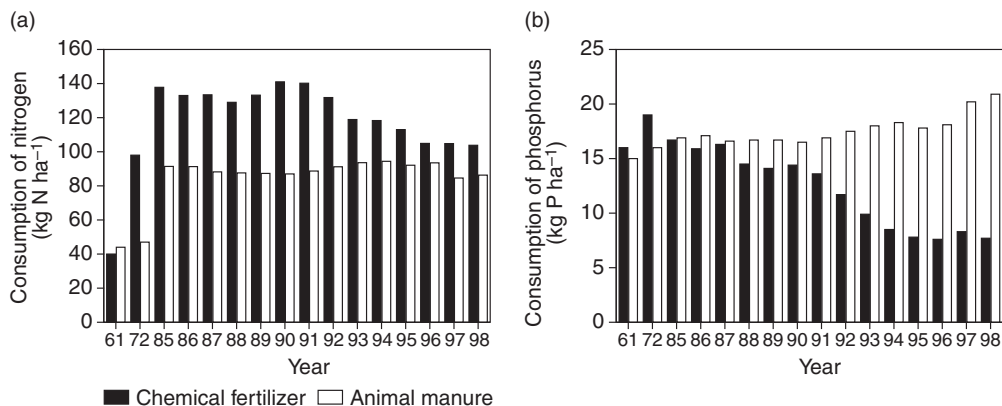 (a)
Consumption of nitrogen
(kg N ha⁻¹)
160
140
120
100
80
60
40
20
0
61 72 85 86 87 88 89 90 91 92 93 94 95 96 97 98
Year
(b)
Consumption of phosphorus
(kg P ha⁻¹)
25
20
15
10
5
0
61 72 85 86 87 88 89 90 91 92 93 94 95 96 97 98
Year
Chemical fertilizer Animal manure